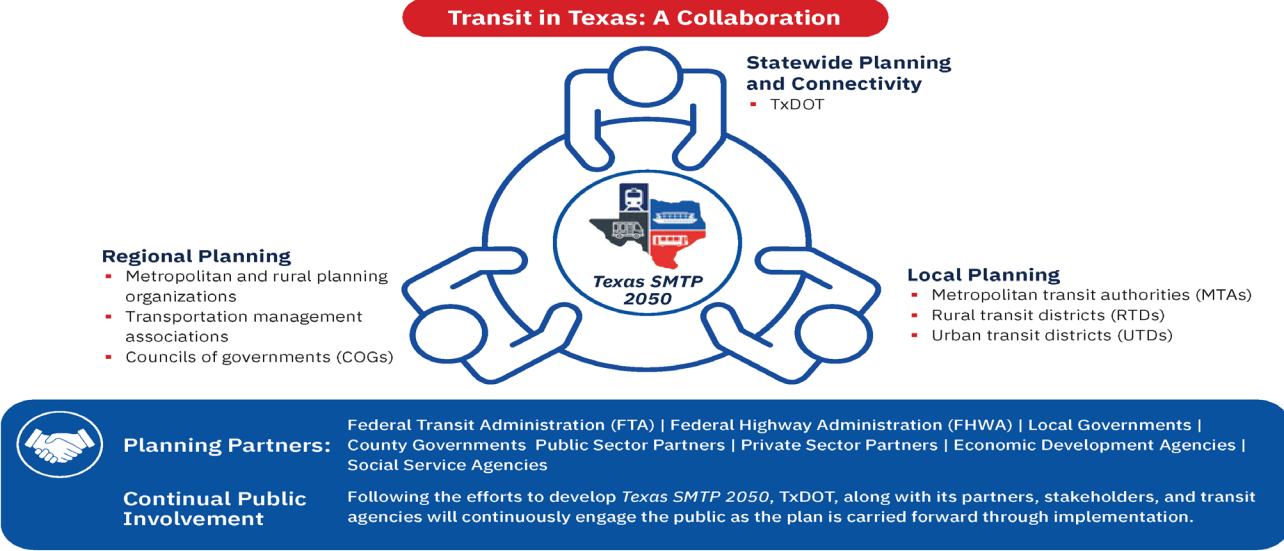 Transit in Texas: A Collaboration
Statewide Planning
and Connectivity
▪ TxDOT
Regional Planning
▪ Metropolitan and rural planning
organizations
▪ Transportation management
associations
▪ Councils of governments (COGs)
Texas SMTP
2050
Local Planning
▪ Metropolitan transit authorities (MTAs)
▪ Rural transit districts (RTDs)
▪ Urban transit districts (UTDs)
Planning Partners:
Federal Transit Administration (FTA) | Federal Highway Administration (FHWA) | Local Governments |
County Governments Public Sector Partners | Private Sector Partners | Economic Development Agencies |
Social Service Agencies
Continual Public
Involvement
Following the efforts to develop Texas SMTP 2050, TxDOT, along with its partners, stakeholders, and transit
agencies will continuously engage the public as the plan is carried forward through implementation.